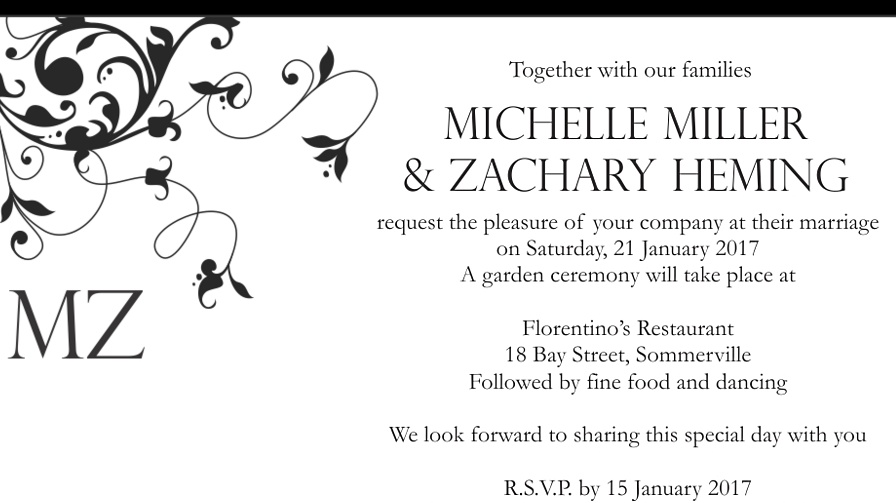 Together with our families
MICHELLE MILLER
& ZACHARY HEMING
request the pleasure of your company at their marriage
on Saturday, 21 January 2017
A garden ceremony will take place at
MZ
Florentino's Restaurant
18 Bay Street, Sommerville
Followed by fine food and dancing
We look forward to sharing this special day with you
R.S.V.P. by 15 January 2017